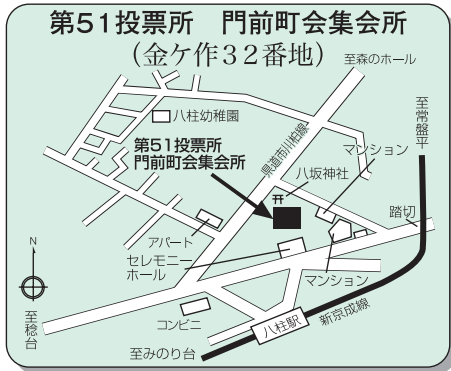 第51投票所 門前町会集会所
(金ケ作32番地)
至森のホール
至常盤平
八柱幼稚園
県道市川柏線
第51投票所
門前町会集会所
マンション
八坂神社
踏切
アパート
セレモニー
ホール
マンション
N
至稔台
コンビニ
八柱駅
新京成線
至みのり台